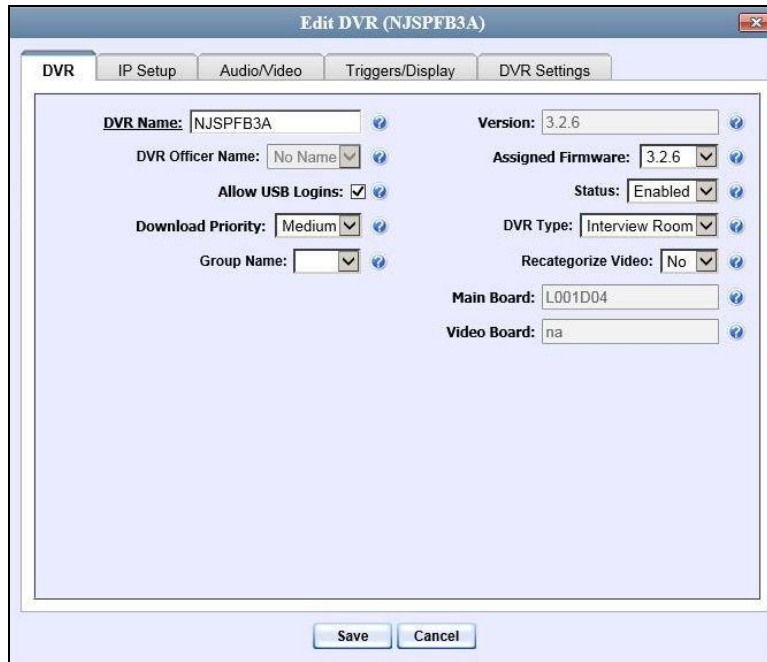 Edit DVR (NJSPFB3A)
DVR IP Setup Audio/Video Triggers/Display DVR Settings
DVR Name: NJSPFB3A
DVR Officer Name: No Name
Allow USB Logins:
Download Priority: Medium
Group Name:
Version: 3.2.6
Assigned Firmware: 3.2.6
Status: Enabled
DVR Type: Interview Room
Recategorize Video: No
Main Board: L001D04
Video Board: na
Save Cancel